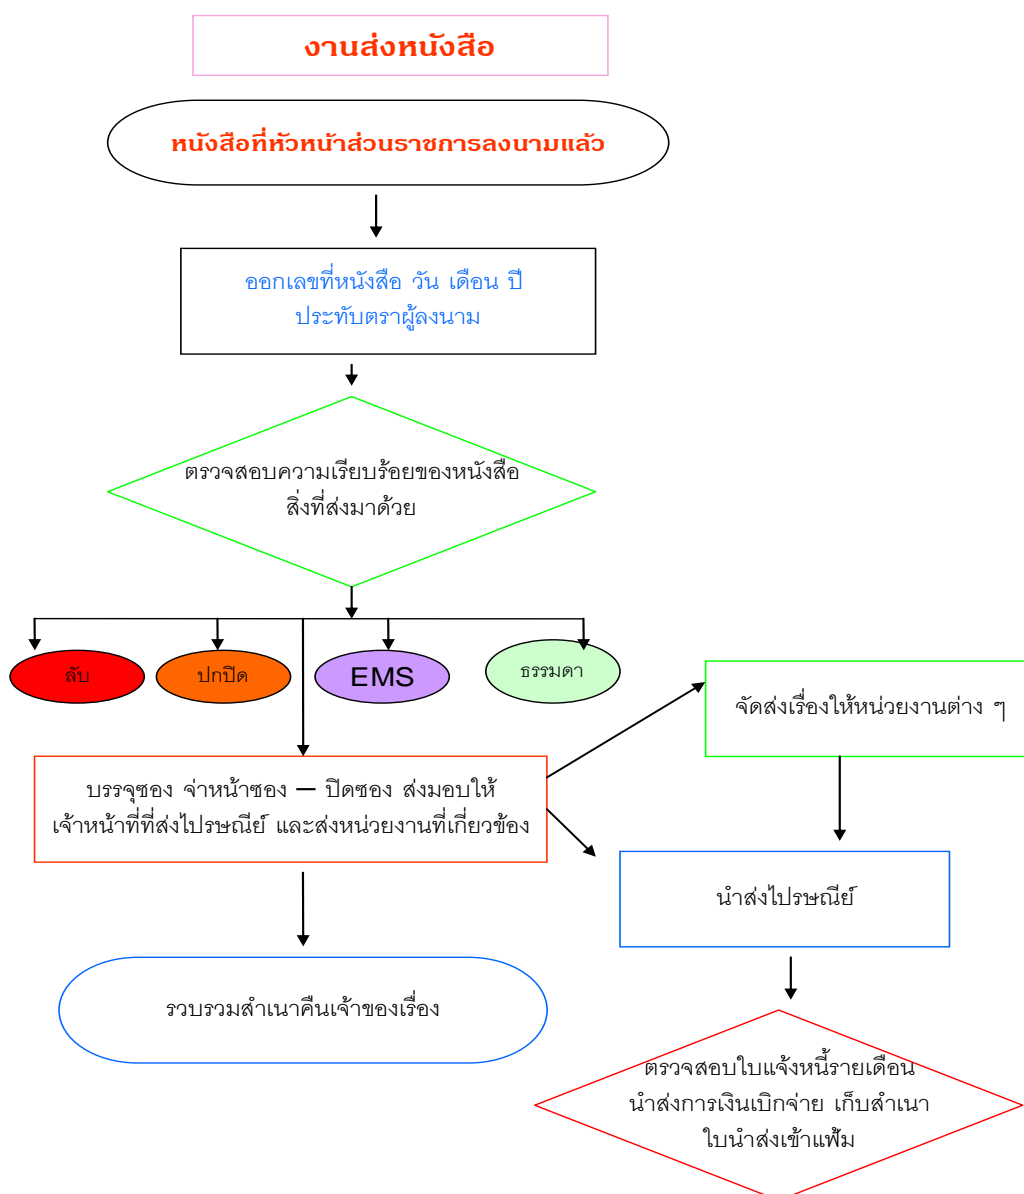 งานส่งหนังสือ
หนังสือที่หัวหน้าส่วนราชการลงนามแล้ว
ออกเลขที่หนังสือ วัน เดือน ปี
ประทับตราผู้ลงนาม
ตรวจสอบความเรียบร้อยของหนังสือ
สิ่งที่ส่งมาด้วย
ลับ
ปกปิด
EMS
ธรรมดา
จัดส่งเรื่องให้หน่วยงานต่าง ๆ
บรรจุซอง จ่าหน้าซอง – ปิดซอง ส่งมอบให้
เจ้าหน้าที่ที่ส่งไปรษณีย์ และส่งหน่วยงานที่เกี่ยวข้อง
นำส่งไปรษณีย์
รวบรวมสำเนาคืนเจ้าของเรื่อง
ตรวจสอบใบแจ้งหนี้รายเดือน
นำส่งการเงินเบิกจ่าย เก็บสำเนา
ใบนำส่งเข้าแฟ้ม